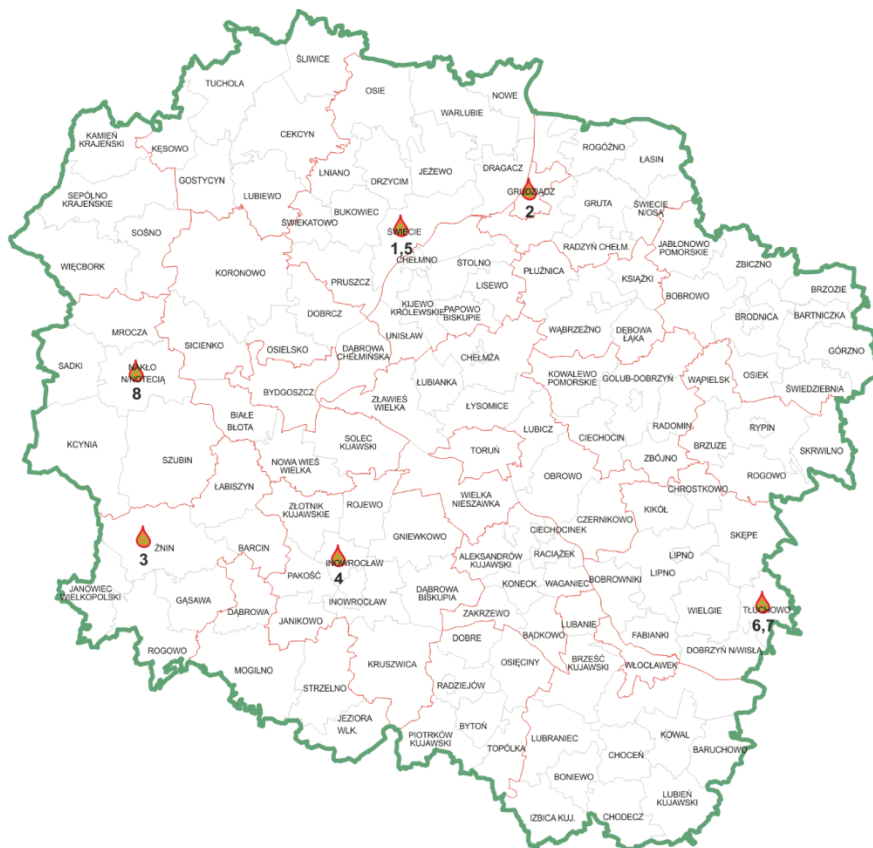 ŚLIWICE
TUCHOLA
OSIE
NOWE
WARLUBIE
KAMIEŃ
KRAJEŃSKI
KĘSOWO
CEKCYN
ROGÓŹNO
ŁASIN
GOSTYCYN
LNIANO
DRZYCIM
JEŻEWO
DRAGACZ
SĘPÓLNO
KRAJEŃSKIE
LUBIEWO
GRUDZIĄDZ
2
GRUTA
ŚWIECIE
N/OSĄ
ŚWIEKATOWO
BUKOWIEC
ŚWIECIE
1,5
SOŚNO
WIĘCBORK
KORONOWO
CHEŁMNO
STOLNO
PŁUŻNICA
RADZYŃ CHEŁM.
JABŁONOWO
POMORSKIE
ZBICZNO
PRUSZCZ
LISEWO
KSIĄŻKI
BOBROWO
BRZOZIE
DOBRCZ
KIJEWO
KRÓLEWSKIE
PAPOWO
BISKUPIE
BRODNICA
BARTNICZKA
MROCZA
SICIENKO
OSIELSKO
DĄBROWA
CHEŁMIŃSKA
UNISŁAW
WĄBRZEŹNO
DĘBOWA
ŁĄKA
GÓRZNO
SADKI
NAKŁO
N/NOTECIĄ
8
CHEŁMŻA
KOWALEWO
POMORSKIE
GOLUB-DOBRZYŃ
WĄPIELSK
OSIEK
ŚWIEDZIEBNIA
BYDGOSZCZ
ZŁAWIEŚ
WIELKA
ŁUBIANKA
ŁYSOMICE
BIAŁE
BŁOTA
LUBICZ
CIECHOCIN
RADOMIN
RYPIN
KCYNIA
SZUBIN
NOWA WIEŚ
WIELKA
SOLEC
KUJAWSKI
TORUŃ
ZBÓJNO
BRZUZE
SKRWILNO
OBROWO
ROGOWO
ŁABISZYN
ZŁOTNIK
KUJAWSKIE
ROJEWO
WIELKA
NIESZAWKA
CHROSTKOWO
CZERNIKOWO
KIKÓŁ
GNIEWKOWO
CIECHOCINEK
SKĘPE
3
ŻNIN
BARCIN
INOWROCŁAW
4
PAKOŚĆ
ALEKSANDRÓW
KUJAWSKI
RACIĄŻEK
LIPNO
LIPNO
JANOWIEC
WIELKOPOLSKI
GĄSAWA
DĄBROWA
INOWROCŁAW
DĄBROWA
BISKUPIA
KONECK
WAGANIEC
BOBROWNIKI
WIELGIE
TŁUCHOWO
6,7
JANIKOWO
ZAKRZEWO
LUBANIE
ROGOWO
DOBRE
BĄDKOWO
FABIANKI
DOBRZYŃ N/WISŁĄ
MOGILNO
KRUSZWICA
OSIĘCINY
BRZEŚĆ
KUJAWSKI
WŁOCŁAWEK
STRZELNO
RADZIEJÓW
JEZIORA
WLK.
PIOTRKÓW
KUJAWSKI
BYTOŃ
TOPÓLKA
LUBRANIEC
KOWAL
CHOCEŃ
BARUCHOWO
BONIEWO
LUBIEŃ
KUJAWSKI
IZBICA KUJ.
CHODECZ